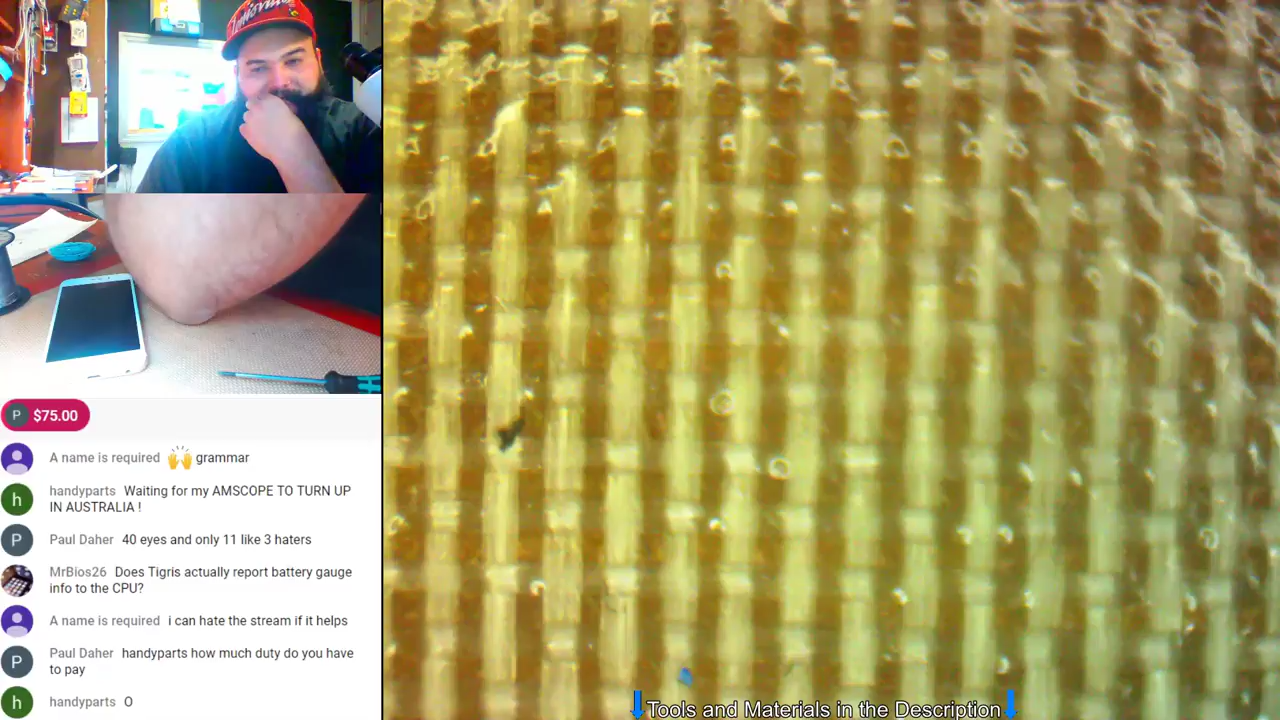 P $75.00
A name is required 🙌 grammar
h handyparts Waiting for my AMSCOPE TO TURN UP
IN AUSTRALIA !
P Paul Daher 40 eyes and only 11 like 3 haters
MrBios26 Does Tigris actually report battery gauge
info to the CPU?
A name is required i can hate the stream if it helps
P Paul Daher handyparts how much duty do you have
to pay
h handyparts O
Tools and Materials in the Description